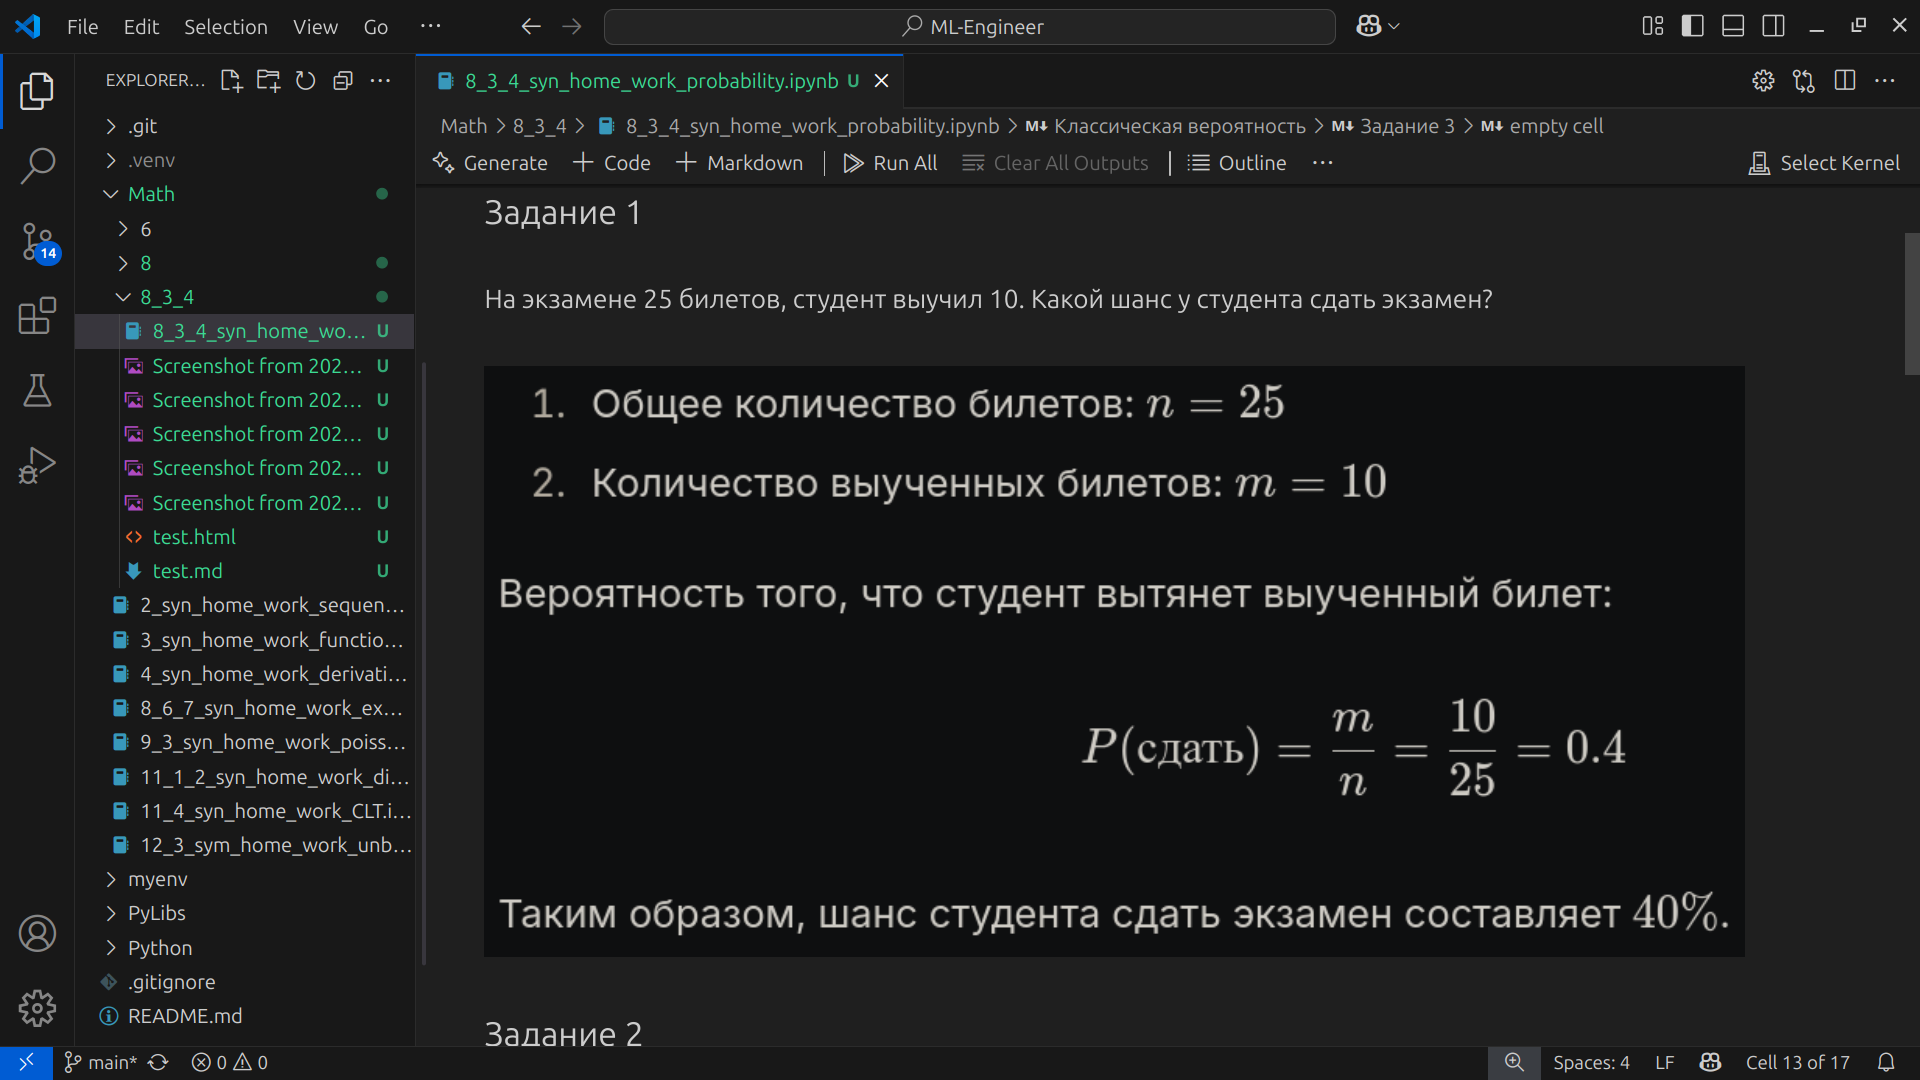 File Edit Selection View Go ...
ML-Engineer
EXPLORER...
.git
.venv
Math
6
8
8_3_4
8_3_4_syn_home_wo... U
Screenshot from 202... U
Screenshot from 202... U
Screenshot from 202... U
Screenshot from 202... U
Screenshot from 202... U
test.html U
test.md U
2_syn_home_work_sequen...
3_syn_home_work_functio...
4_syn_home_work_derivati...
8_6_7_syn_home_work_ex...
9_3_syn_home_work_poiss...
11_1_2_syn_home_work_di...
11_4_syn_home_work_CLT.i...
12_3_sym_home_work_unb...
myenv
PyLibs
Python
.gitignore
README.md
14
8_3_4_syn_home_work_probability.ipynb U
Math > 8_3_4 > 8_3_4_syn_home_work_probability.ipynb > M↓ Классическая вероятность > M↓ Задание 3 > M↓ empty cell
Generate + Code + Markdown | Run All Clear All Outputs | Outline ... Select Kernel
Задание 1
На экзамене 25 билетов, студент выучил 10. Какой шанс у студента сдать экзамен?
1. Общее количество билетов: n = 25
2. Количество выученных билетов: m = 10
Вероятность того, что студент вытянет выученный билет:
P(сдать) = m/n = 10/25 = 0.4
Таким образом, шанс студента сдать экзамен составляет 40%.
Задание 2
main* 0 0 Spaces: 4 LF Cell 13 of 17